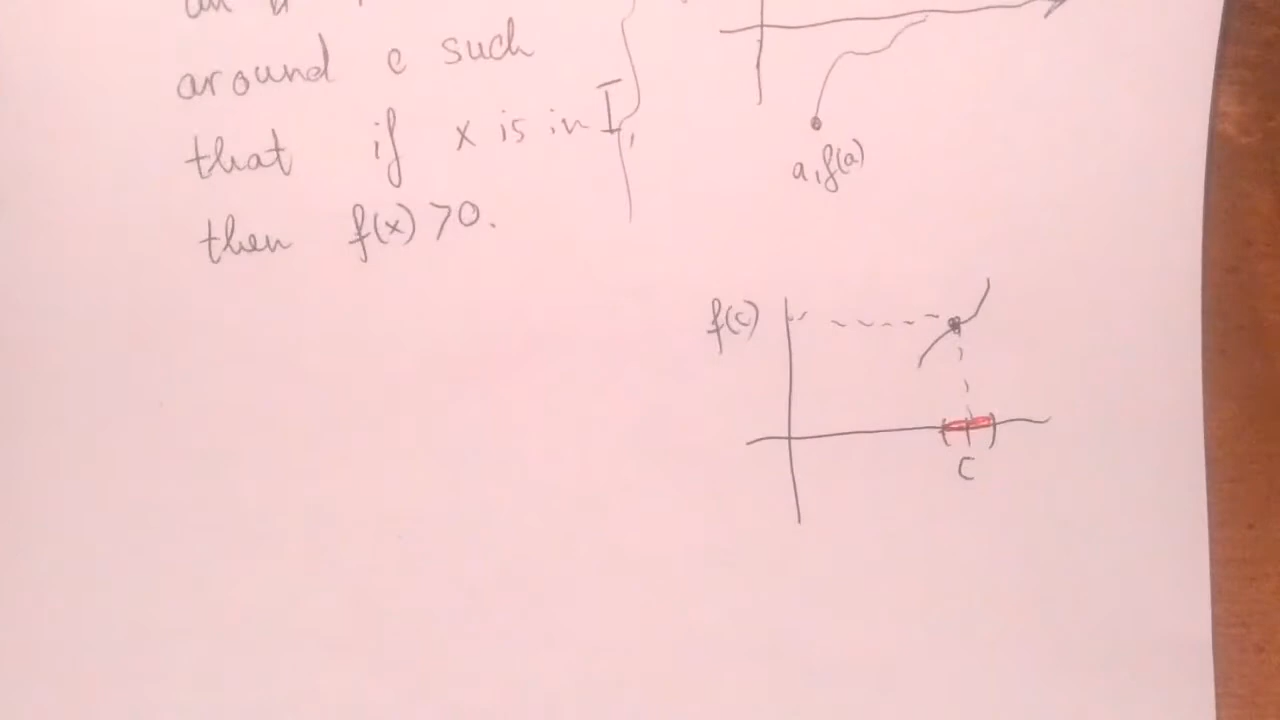 around c such
that if x is in I,
then f(x) > 0.
a, f(a)
f(c)
c